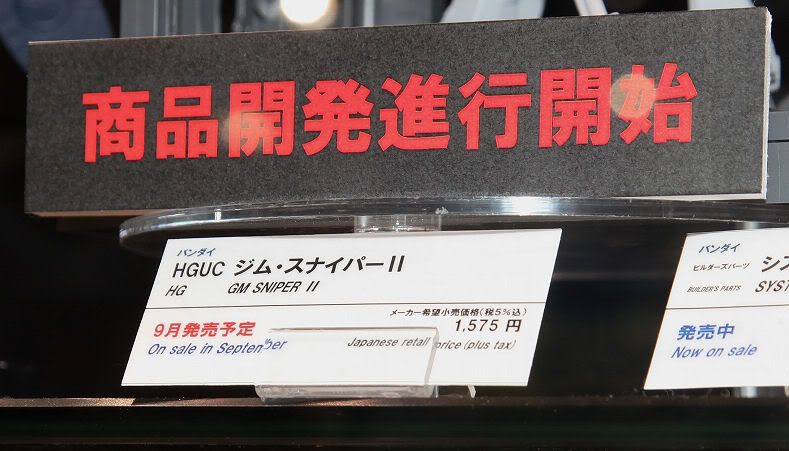 商品開発進行開始
バンダイ
HGUC ジム・スナイパーII
HG GM SNIPER II
メーカー希望小売価格(税5%込)
9月発売予定 1,575 円
On sale in September Japanese retail price (plus tax)
バンダイ
ビルダーズパーツ シス
BUILDER'S PARTS SYST
発売中
Now on sale